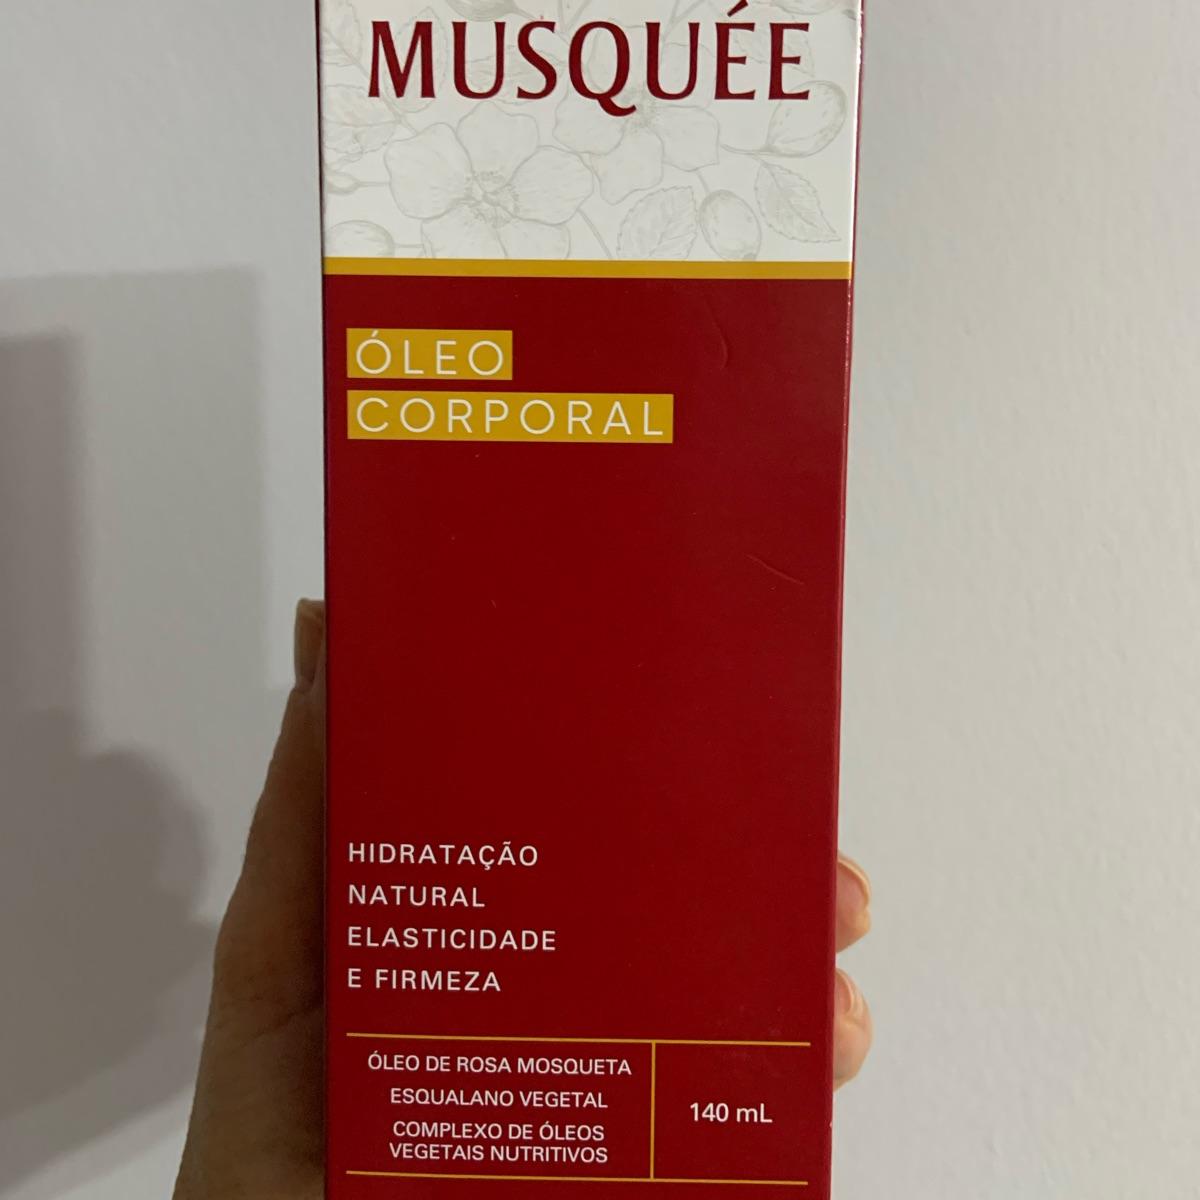 MUSQUÉE
ÓLEO
CORPORAL
HIDRATAÇÃO
NATURAL
ELASTICIDADE
E FIRMEZA
ÓLEO DE ROSA MOSQUETA
ESQUALANO VEGETAL
COMPLEXO DE ÓLEOS
VEGETAIS NUTRITIVOS
140 mL